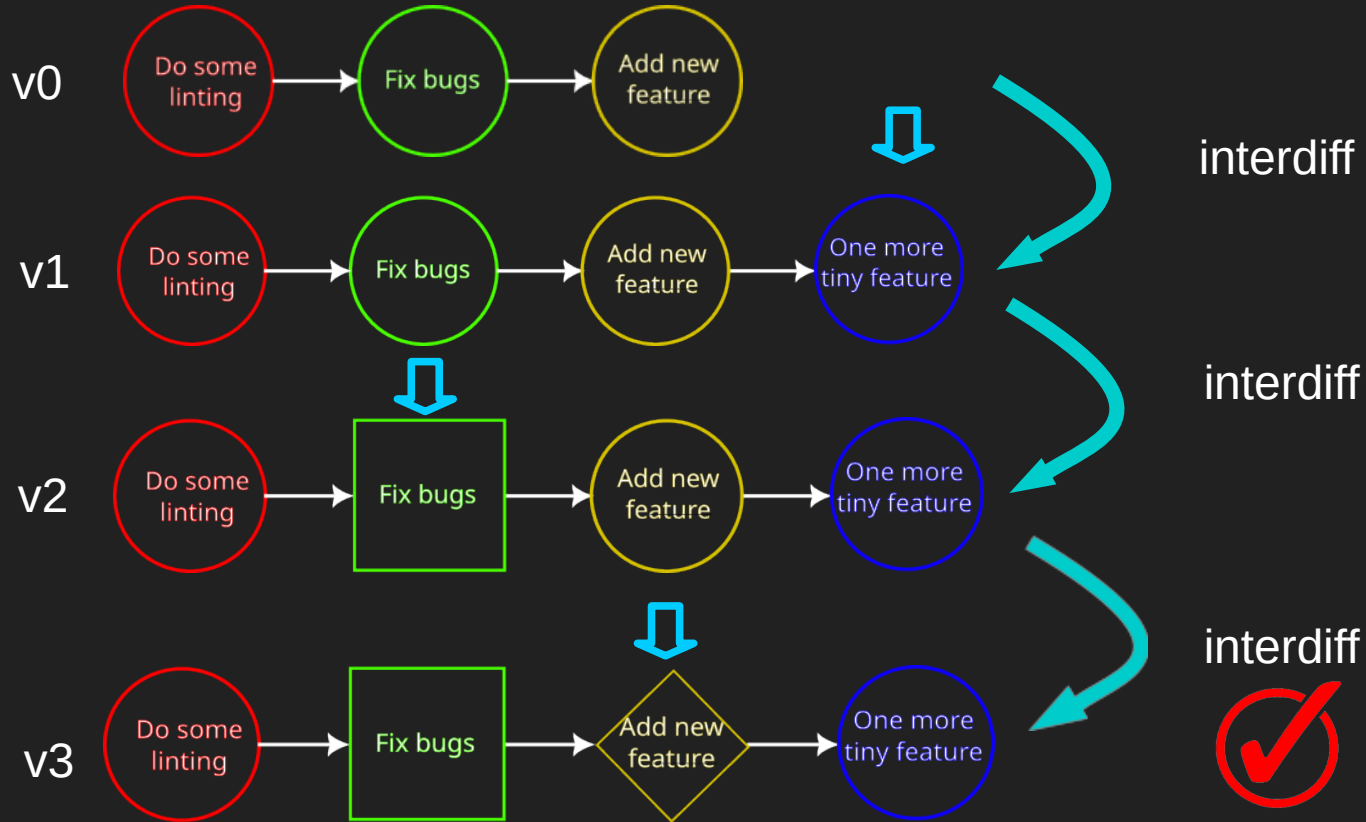 v0
Do some
linting
Fix bugs
Add new
feature
interdiff
v1
Do some
linting
Fix bugs
Add new
feature
One more
tiny feature
interdiff
v2
Do some
linting
Fix bugs
Add new
feature
One more
tiny feature
interdiff
v3
Do some
linting
Fix bugs
Add new
feature
One more
tiny feature